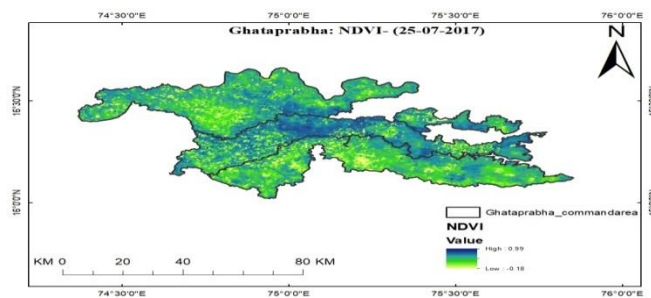 74°30'0"E 75°0'0"E 75°30'0"E 76°0'0"E
Ghataprabha: NDVI- (25-07-2017)
N
16°30'0"N
16°0'0"N
Ghataprabha_commandarea
NDVI
Value
High : 0.99
Low : -0.18
KM 0 20 40 80 KM
74°30'0"E 75°0'0"E 75°30'0"E 76°0'0"E